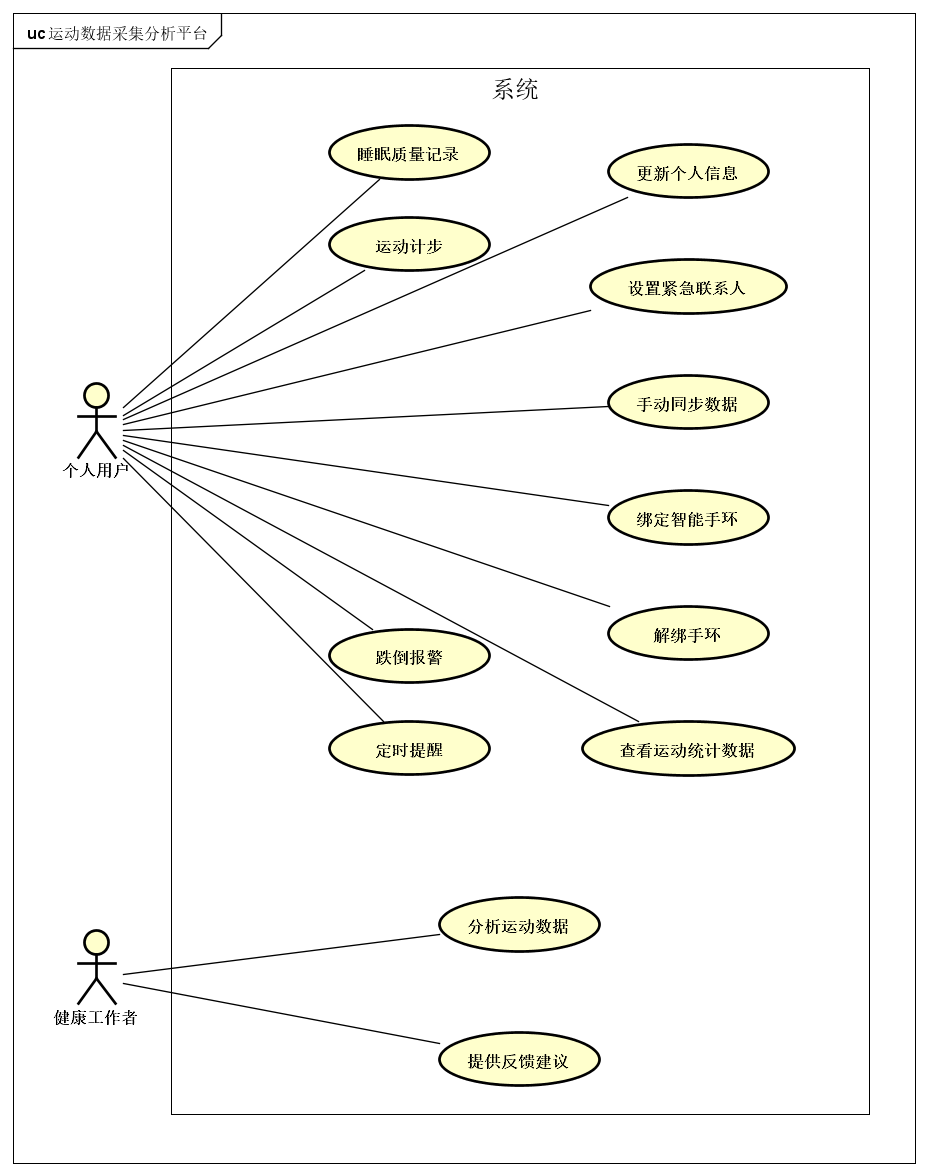 uc 运动数据采集分析平台
系统
睡眠质量记录
更新个人信息
运动计步
设置紧急联系人
手动同步数据
个人用户
绑定智能手环
解绑手环
跌倒报警
定时提醒
查看运动统计数据
分析运动数据
健康工作者
提供反馈建议